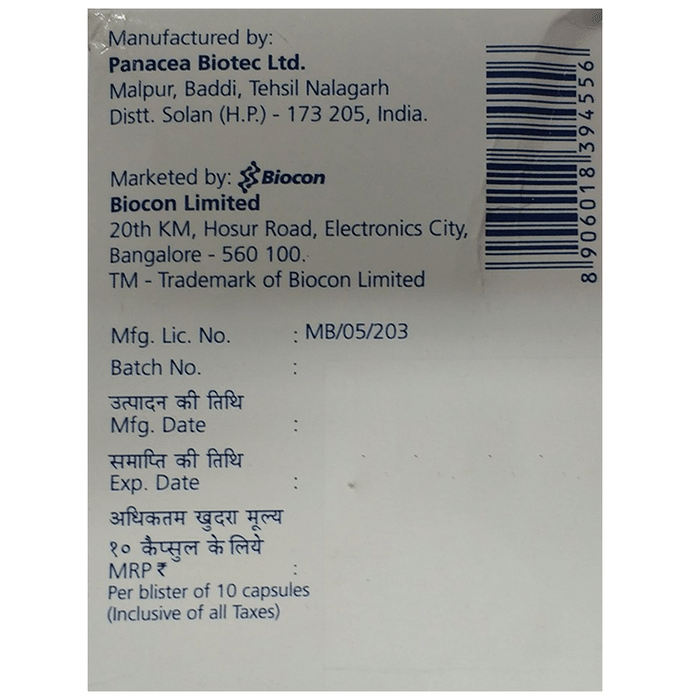 Manufactured by:
Panacea Biotec Ltd.
Malpur, Baddi, Tehsil Nalagarh
Distt. Solan (H.P.) - 173 205, India.
Marketed by: Biocon
Biocon Limited
20th KM, Hosur Road, Electronics City,
Bangalore - 560 100.
TM - Trademark of Biocon Limited
8 906018 394556
Mfg. Lic. No. : MB/05/203
Batch No. :
उत्पादन की तिथि
Mfg. Date :
समाप्ति की तिथि
Exp. Date :
अधिकतम खुदरा मूल्य
१० कैप्सुल के लिये
MRP ₹ :
Per blister of 10 capsules
(Inclusive of all Taxes)